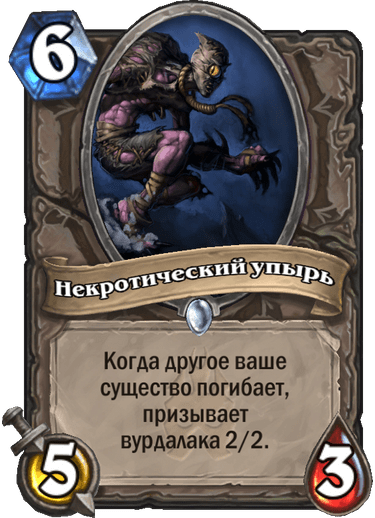 6
Некротический упырь
Когда другое ваше
существо погибает,
призывает
вурдалака 2/2.
5
3